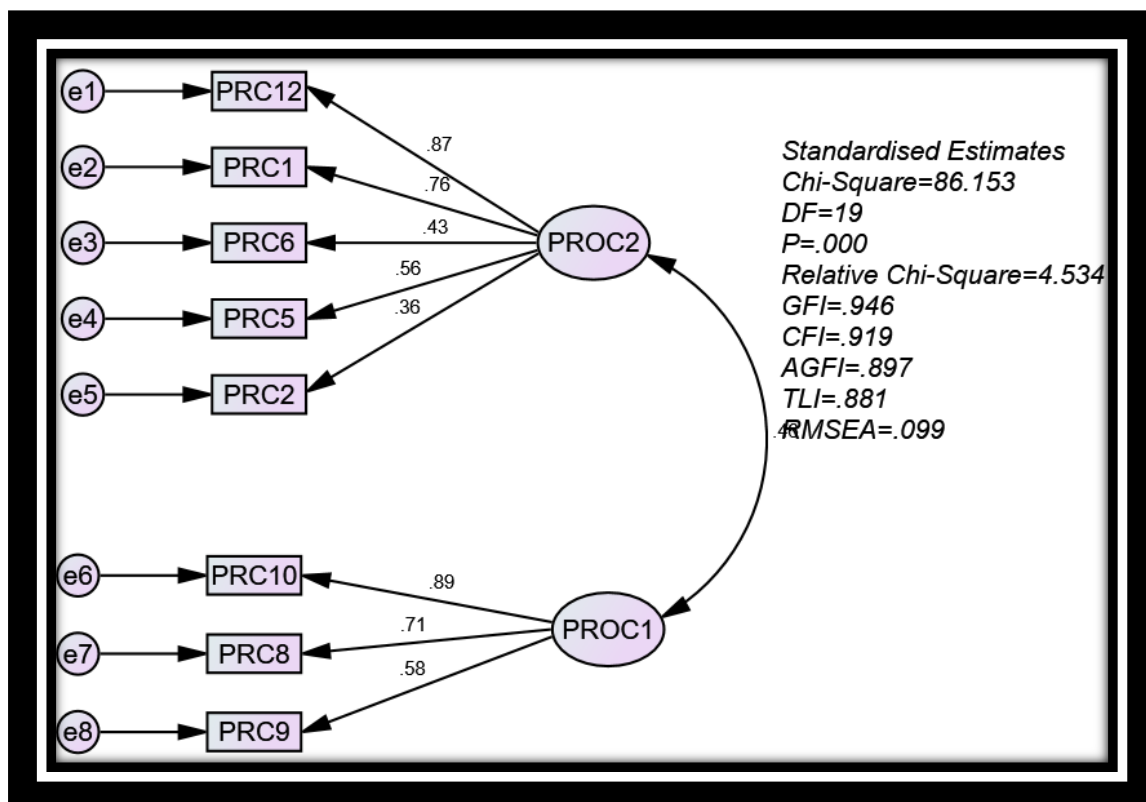 e1
PRC12
.87
e2
PRC1
.76
e3
PRC6
.43
PROC2
e4
PRC5
.56
e5
PRC2
.36
Standardised Estimates
Chi-Square=86.153
DF=19
P=.000
Relative Chi-Square=4.534
GFI=.946
CFI=.919
AGFI=.897
TLI=.881
RMSEA=.099
e6
PRC10
.89
e7
PRC8
.71
PROC1
e8
PRC9
.58